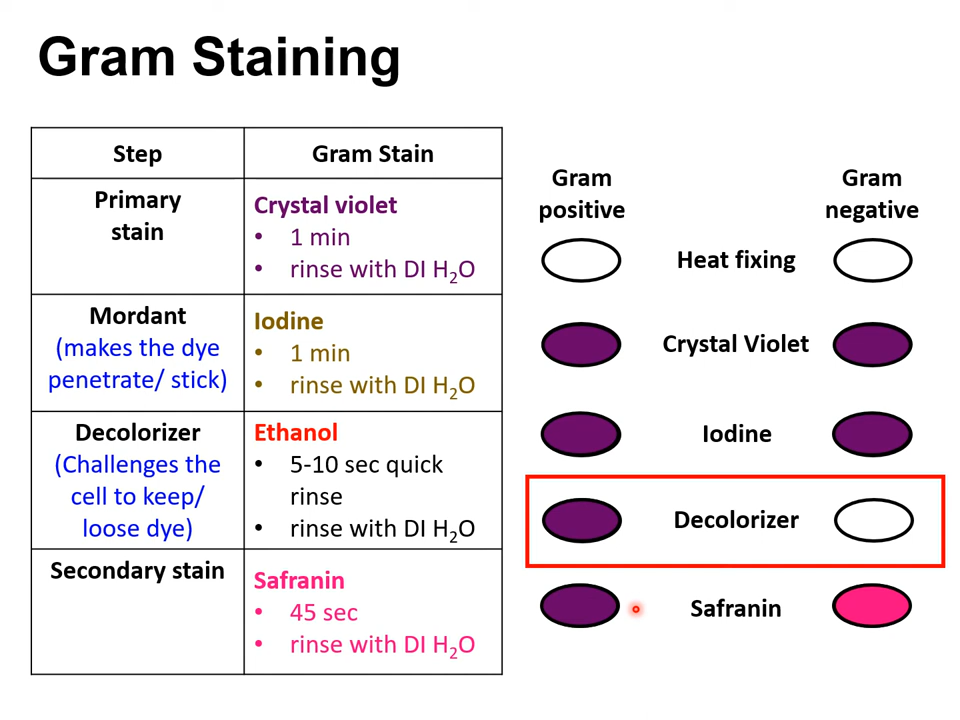 Gram Staining
Step
Gram Stain
Primary
stain
Crystal violet
• 1 min
• rinse with DI H₂O
Mordant
(makes the dye
penetrate/ stick)
Iodine
• 1 min
• rinse with DI H₂O
Decolorizer
(Challenges the
cell to keep/
loose dye)
Ethanol
• 5-10 sec quick
rinse
• rinse with DI H₂O
Secondary stain
Safranin
• 45 sec
• rinse with DI H₂O
Gram
positive
Gram
negative
Heat fixing
Crystal Violet
Iodine
Decolorizer
Safranin